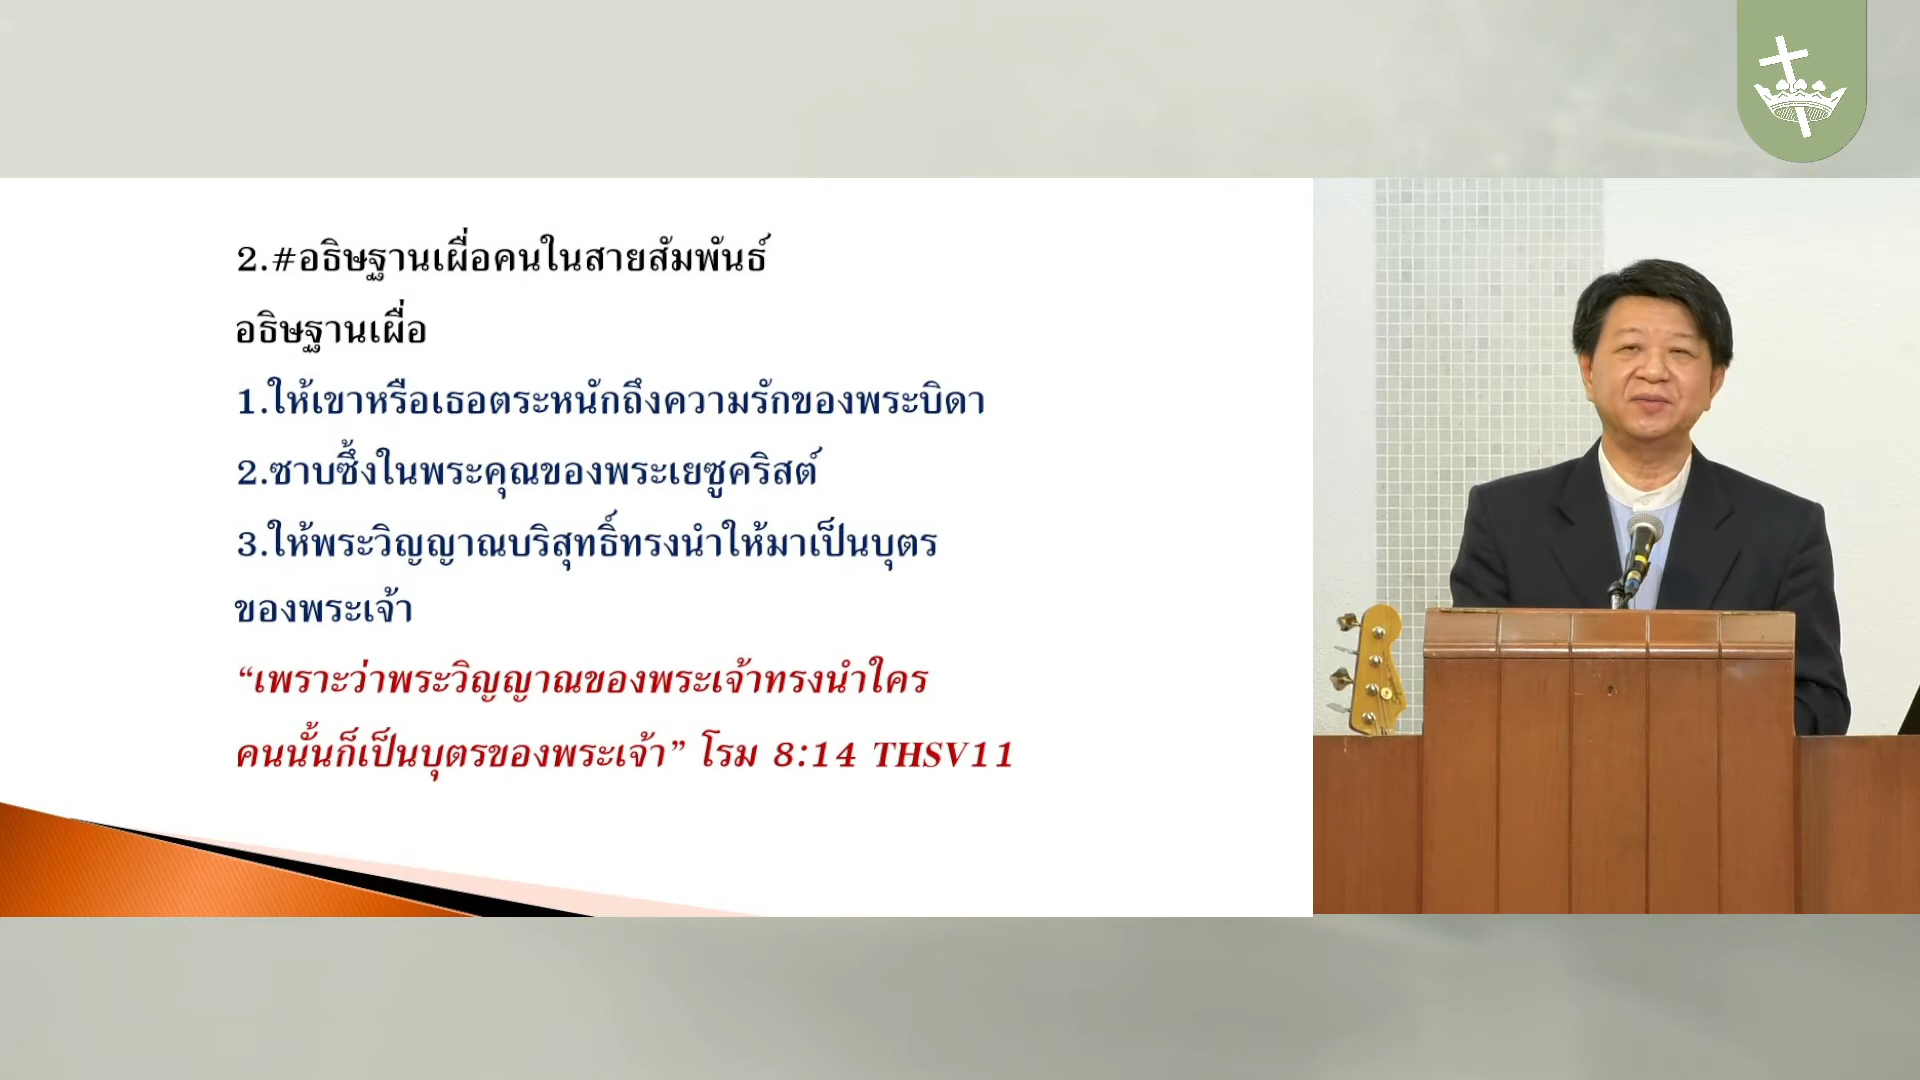 2.#อธิษฐานเผื่อคนในสายสัมพันธ์
อธิษฐานเผื่อ
1.ให้เขาหรือเธอตระหนักถึงความรักของพระบิดา
2.ซาบซึ้งในพระคุณของพระเยซูคริสต์
3.ให้พระวิญญาณบริสุทธิ์ทรงนำให้มาเป็นบุตร
ของพระเจ้า
“เพราะว่าพระวิญญาณของพระเจ้าทรงนำใคร
คนนั้นก็เป็นบุตรของพระเจ้า” โรม 8:14 THSV11